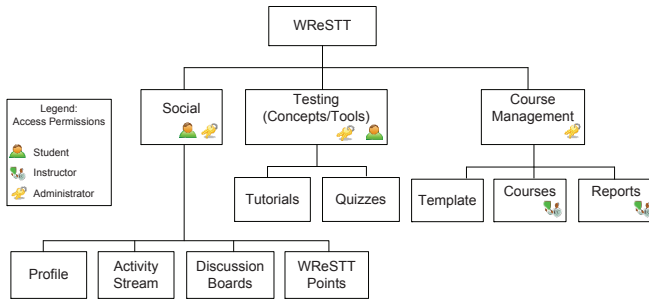 WReSTT
Social
Testing
(Concepts/Tools)
Course
Management
Legend:
Access Permissions
Student
Instructor
Administrator
Tutorials
Quizzes
Template
Courses
Reports
Profile
Activity
Stream
Discussion
Boards
WReSTT
Points